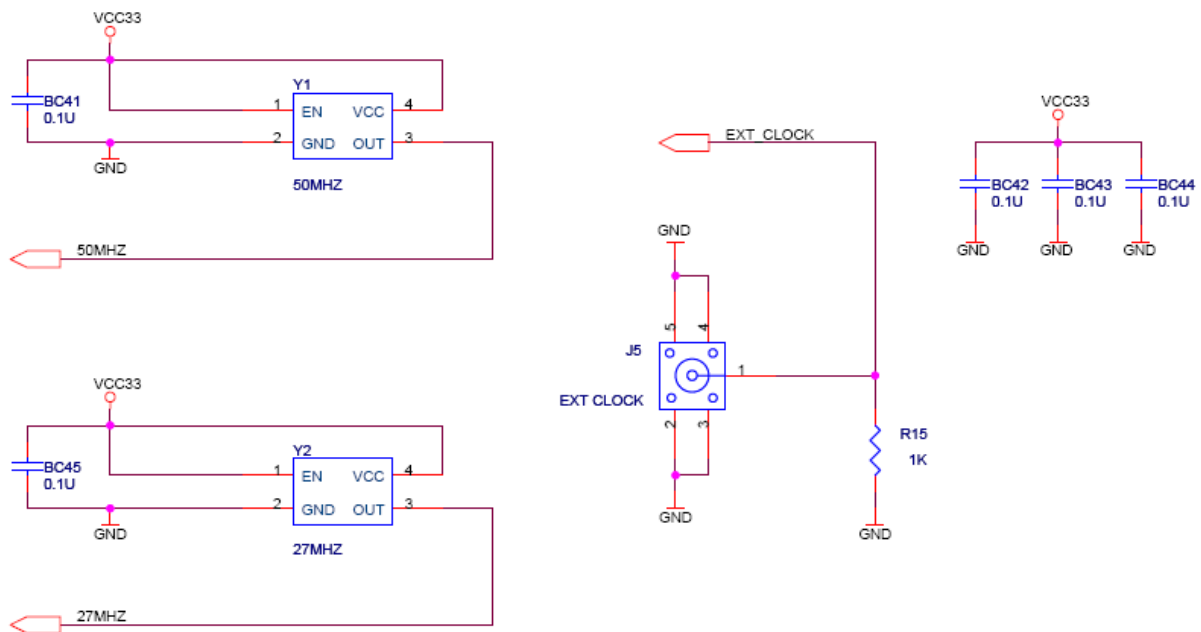 VCC33
BC41
0.1U
Y1
1 EN VCC 4
2 GND OUT 3
GND
50MHZ
50MHZ
VCC33
BC45
0.1U
Y2
1 EN VCC 4
2 GND OUT 3
GND
27MHZ
27MHZ
EXT_CLOCK
GND
5 4
J5
1
EXT CLOCK
2 3
GND
R15
1K
GND
VCC33
BC42 BC43 BC44
0.1U 0.1U 0.1U
GND GND GND